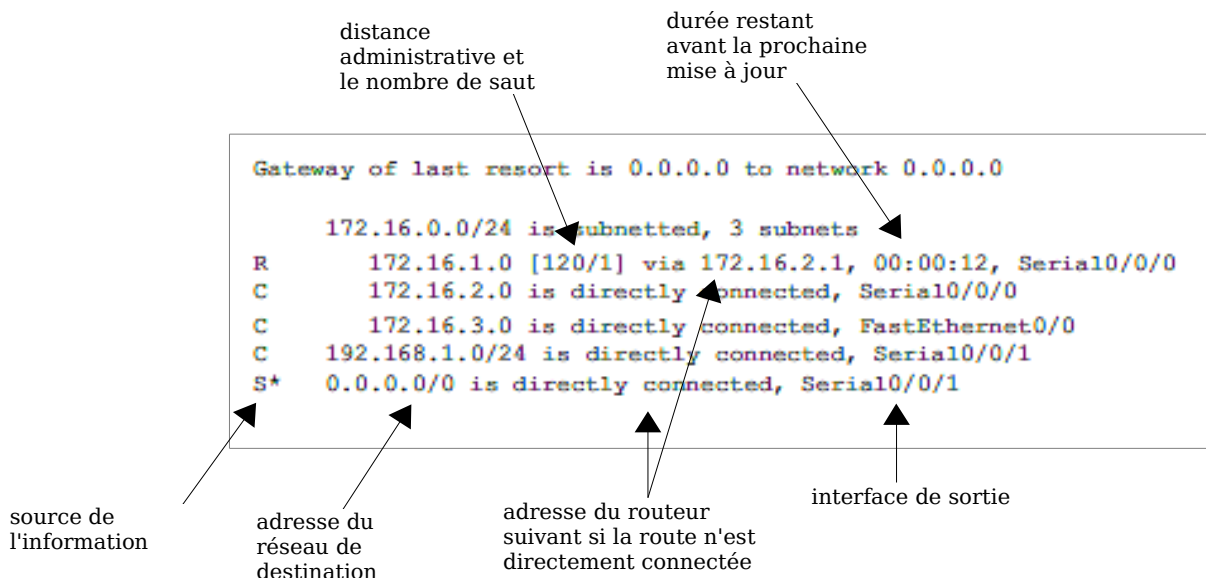 distance
administrative et
le nombre de saut
durée restant
avant la prochaine
mise à jour
Gateway of last resort is 0.0.0.0 to network 0.0.0.0
172.16.0.0/24 is subnetted, 3 subnets
R 172.16.1.0 [120/1] via 172.16.2.1, 00:00:12, Serial0/0/0
C 172.16.2.0 is directly connected, Serial0/0/0
C 172.16.3.0 is directly connected, FastEthernet0/0
C 192.168.1.0/24 is directly connected, Serial0/0/1
S* 0.0.0.0/0 is directly connected, Serial0/0/1
source de
l'information
adresse du
réseau de
destination
adresse du routeur
suivant si la route n'est
directement connectée
interface de sortie